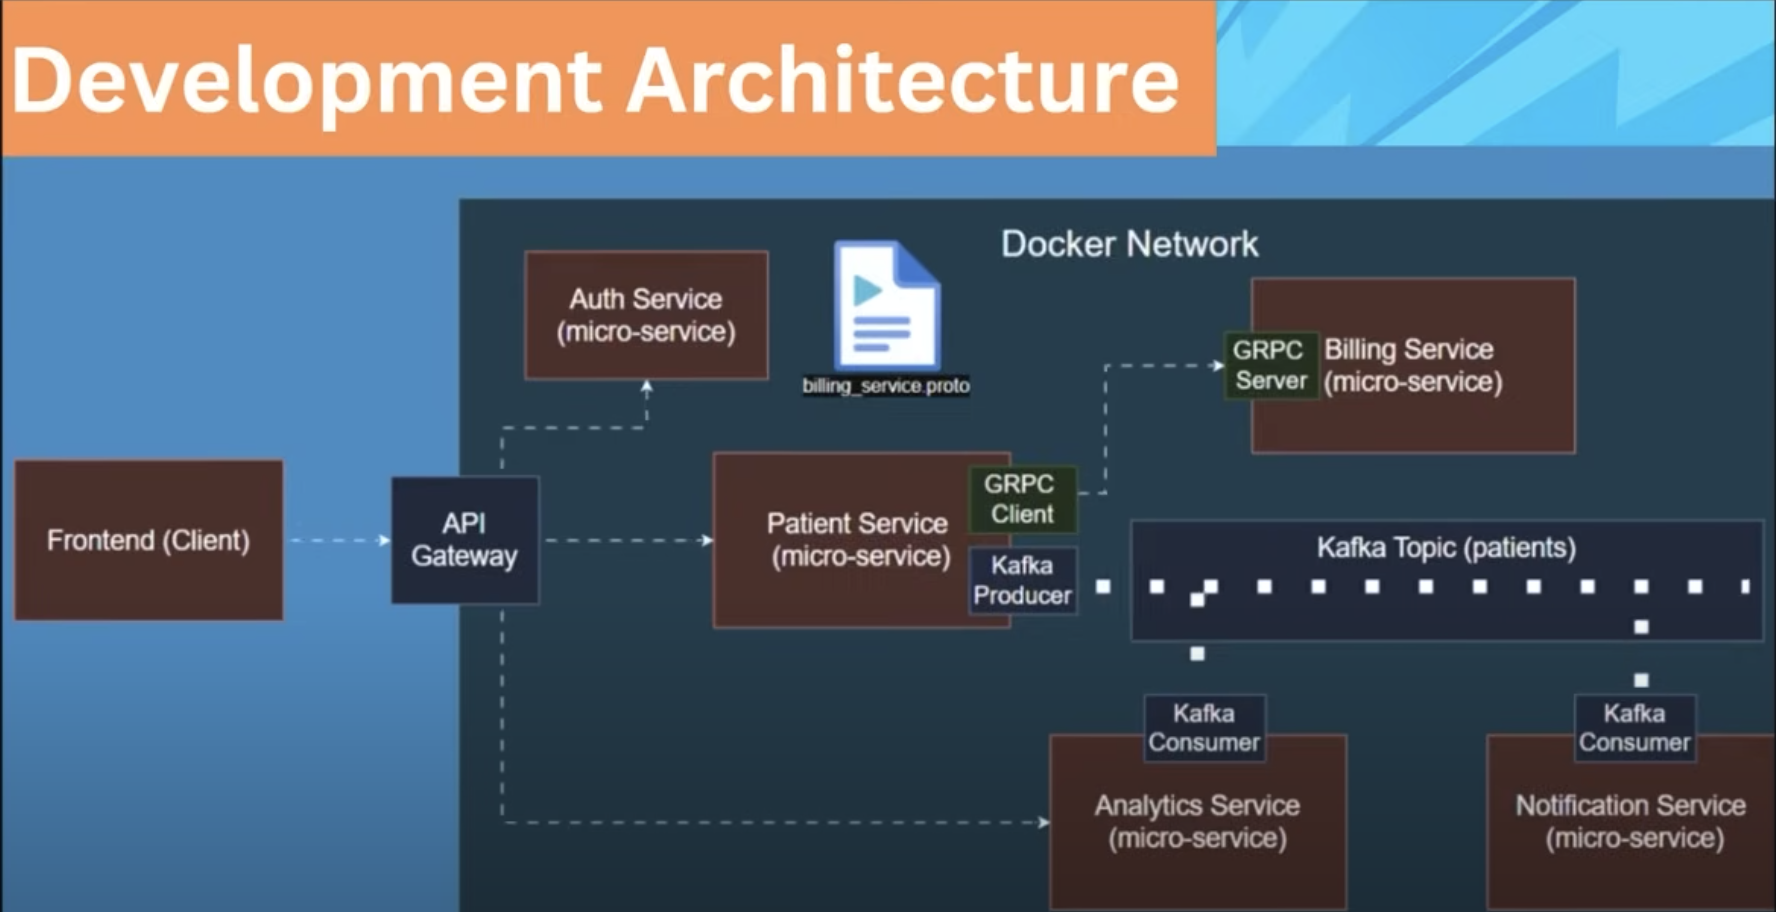 Development Architecture
Docker Network
Auth Service
(micro-service)
billing_service.proto
GRPC
Server
Billing Service
(micro-service)
Frontend (Client)
API
Gateway
Patient Service
(micro-service)
GRPC
Client
Kafka
Producer
Kafka Topic (patients)
Kafka
Consumer
Analytics Service
(micro-service)
Kafka
Consumer
Notification Service
(micro-service)